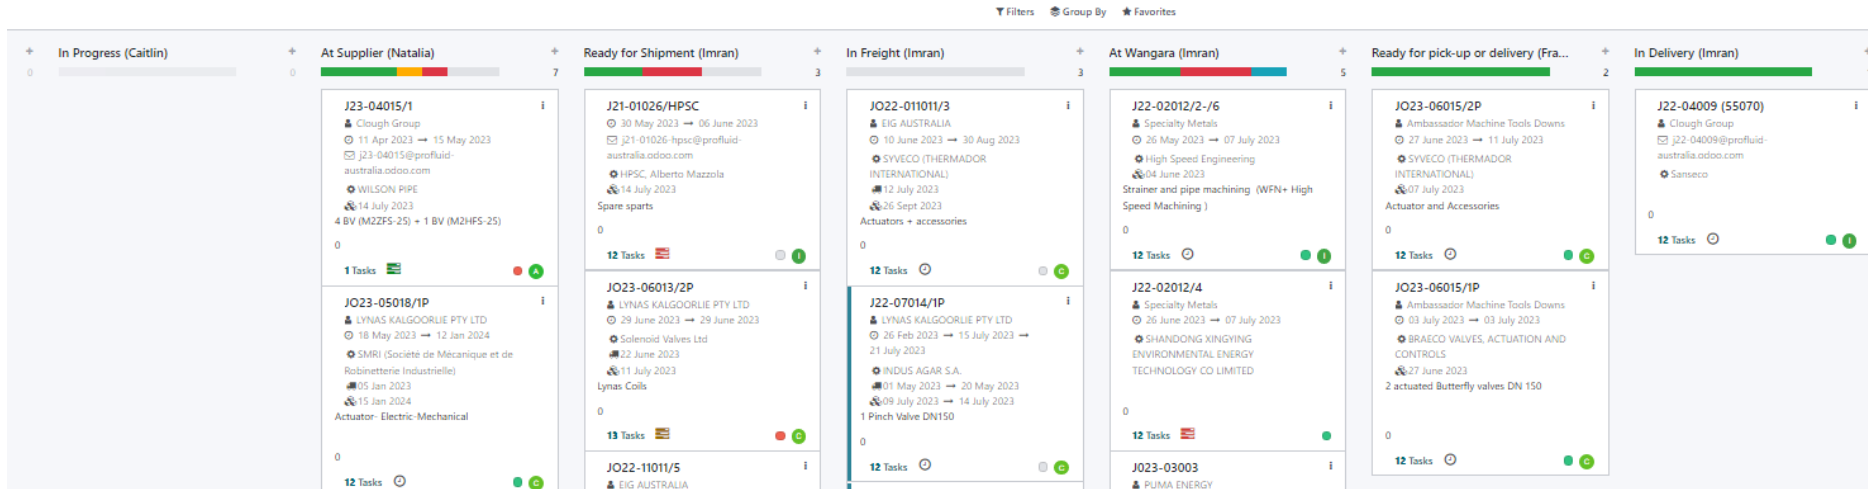 Filters Group By Favorites
+
0
In Progress (Caitlin)
+
0
At Supplier (Natalia)
+
7
J23-04015/1
Clough Group
11 Apr 2023 → 15 May 2023
j23-04015@profluid-
australia.odoo.com
WILSON PIPE
14 July 2023
4 BV (M2ZFS-25) + 1 BV (M2HFS-25)
0
1 Tasks
A
JO23-05018/1P
LYNAS KALGOORLIE PTY LTD
18 May 2023 → 12 Jan 2024
SMRI (Société de Mécanique et de
Robinetterie Industrielle)
05 Jan 2023
15 Jan 2024
Actuator- Electric-Mechanical
0
12 Tasks
C
Ready for Shipment (Imran)
+
3
J21-01026/HPSC
30 May 2023 → 06 June 2023
j21-01026-hpsc@profluid-
australia.odoo.com
HPSC, Alberto Mazzola
14 July 2023
Spare sparts
0
12 Tasks
I
JO23-06013/2P
LYNAS KALGOORLIE PTY LTD
29 June 2023 → 29 June 2023
Solenoid Valves Ltd
22 June 2023
11 July 2023
Lynas Coils
0
13 Tasks
C
JO22-11011/5
EIG AUSTRALIA
In Freight (Imran)
+
3
JO22-011011/3
EIG AUSTRALIA
10 June 2023 → 30 Aug 2023
SYVECO (THERMADOR
INTERNATIONAL)
12 July 2023
26 Sept 2023
Actuators + accessories
0
12 Tasks
C
J22-07014/1P
LYNAS KALGOORLIE PTY LTD
26 Feb 2023 → 15 July 2023 →
21 July 2023
INDUS AGAR S.A.
01 May 2023 → 20 May 2023
09 July 2023 → 14 July 2023
1 Pinch Valve DN150
0
12 Tasks
C
At Wangara (Imran)
+
5
J22-02012/2-/6
Specialty Metals
26 May 2023 → 07 July 2023
High Speed Engineering
04 June 2023
Strainer and pipe machining (WFN+ High
Speed Machining )
0
12 Tasks
I
J22-02012/4
Specialty Metals
26 June 2023 → 07 July 2023
SHANDONG XINGYING
ENVIRONMENTAL ENERGY
TECHNOLOGY CO LIMITED
0
12 Tasks
J023-03003
PUMA ENERGY
Ready for pick-up or delivery (Fra...
+
2
JO23-06015/2P
Ambassador Machine Tools Downs
27 June 2023 → 11 July 2023
SYVECO (THERMADOR
INTERNATIONAL)
07 July 2023
Actuator and Accessories
0
12 Tasks
C
JO23-06015/1P
Ambassador Machine Tools Downs
03 July 2023 → 03 July 2023
BRAECO VALVES, ACTUATION AND
CONTROLS
27 June 2023
2 actuated Butterfly valves DN 150
0
12 Tasks
C
In Delivery (Imran)
+
J22-04009 (55070)
Clough Group
j22-04009@profluid-
australia.odoo.com
Sanseco
0
12 Tasks
I